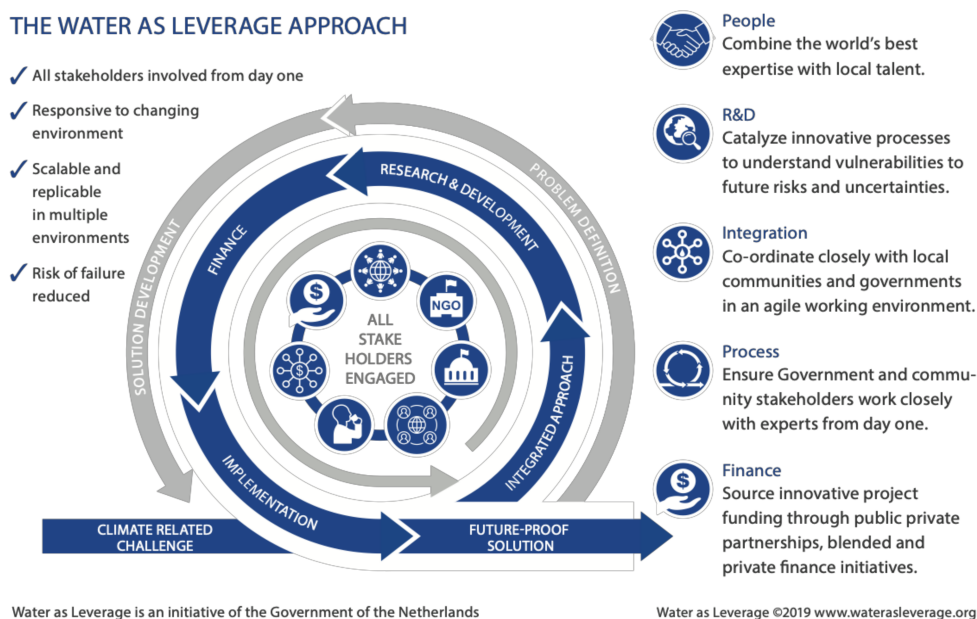 THE WATER AS LEVERAGE APPROACH
✓ All stakeholders involved from day one
✓ Responsive to changing
environment
✓ Scalable and
replicable
in multiple
environments
✓ Risk of failure
reduced
SOLUTION DEVELOPMENT
PROBLEM DEFINITION
FINANCE
RESEARCH & DEVELOPMENT
INTEGRATED APPROACH
IMPLEMENTATION
$
NGO
$
ALL
STAKE
HOLDERS
ENGAGED
CLIMATE RELATED
CHALLENGE
FUTURE-PROOF
SOLUTION
People
Combine the world's best
expertise with local talent.
R&D
Catalyze innovative processes
to understand vulnerabilities to
future risks and uncertainties.
Integration
Co-ordinate closely with local
communities and governments
in an agile working environment.
Process
Ensure Government and commu-
nity stakeholders work closely
with experts from day one.
$
Finance
Source innovative project
funding through public private
partnerships, blended and
private finance initiatives.
Water as Leverage is an initiative of the Government of the Netherlands
Water as Leverage ©2019 www.waterasleverage.org